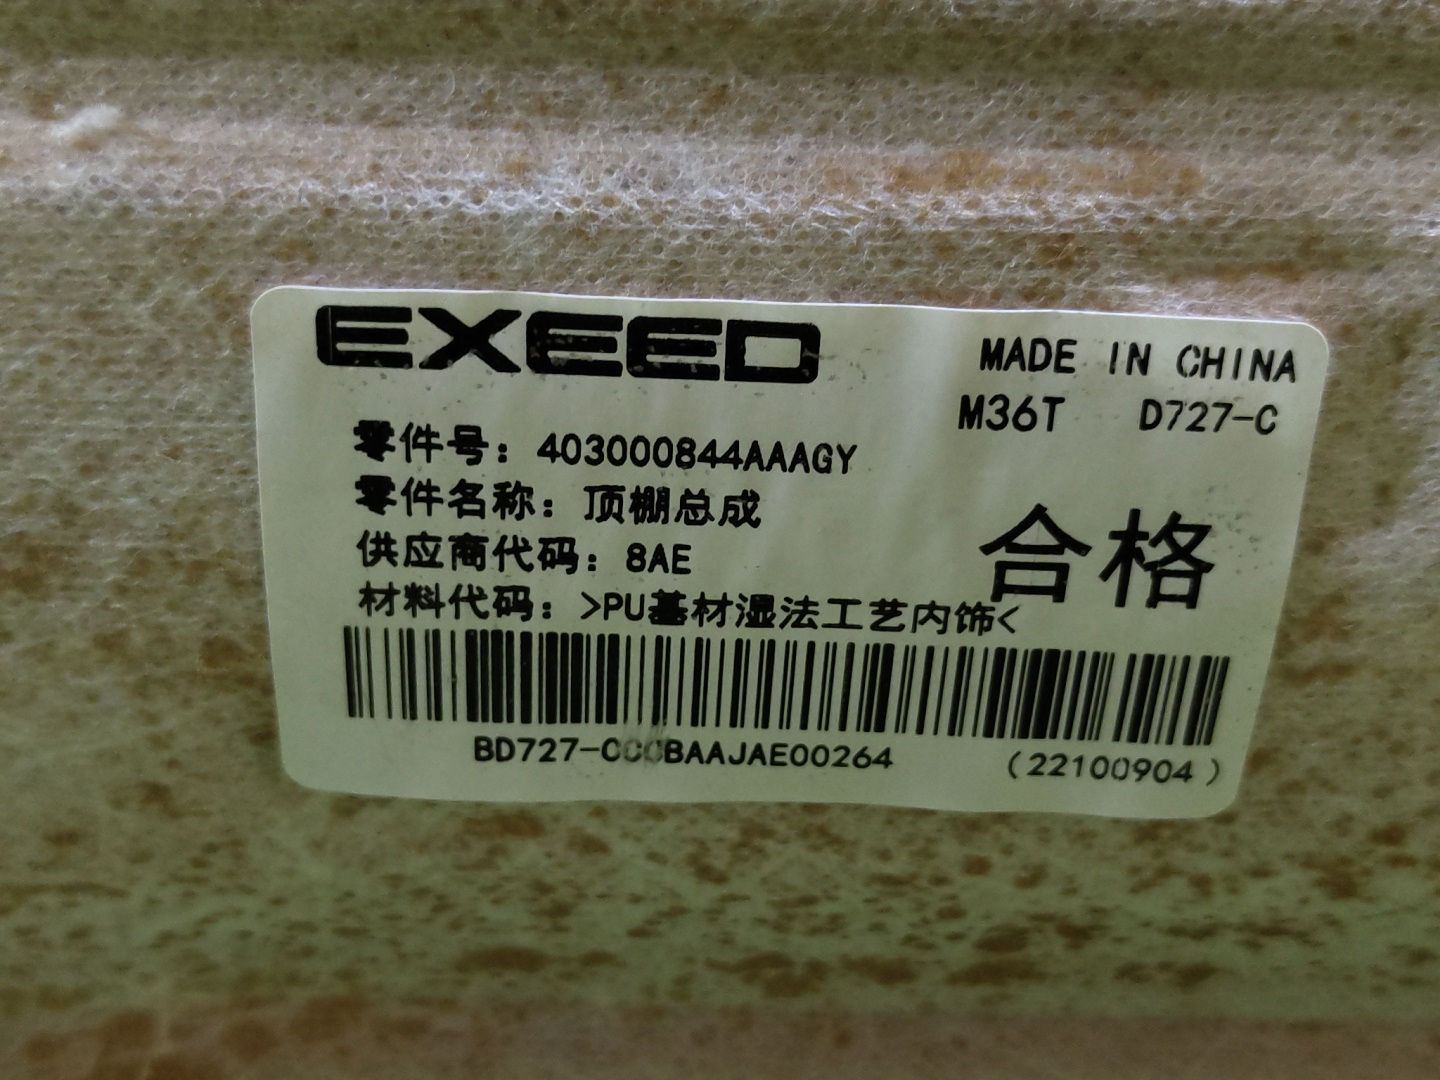 EXEED
MADE IN CHINA
M36T D727-C
零件号：403000844AAAGY
零件名称：顶棚总成
供应商代码：8AE
合格
材料代码：>PU基材湿法工艺内饰<
BD727-CCCBAAJAE00264 (22100904)